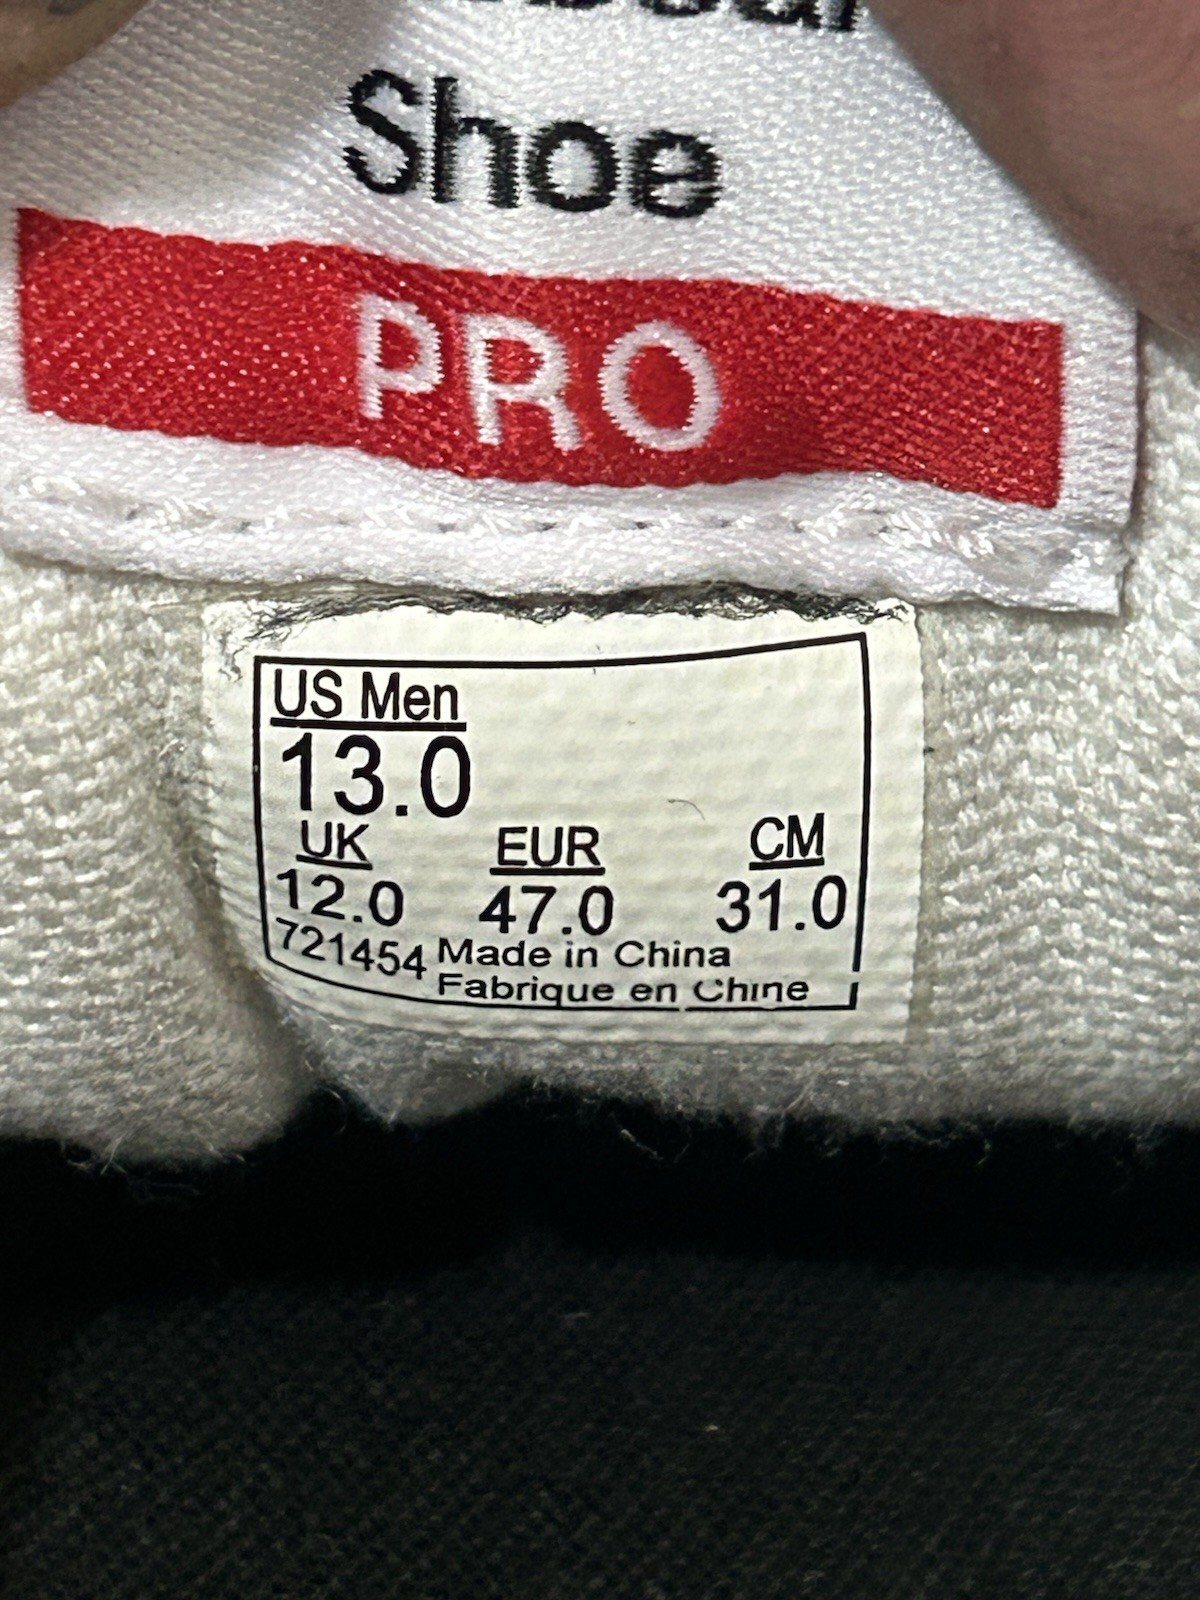 Shoe
PRO
US Men
13.0
UK EUR CM
12.0 47.0 31.0
721454 Made in China
Fabrique en Chine